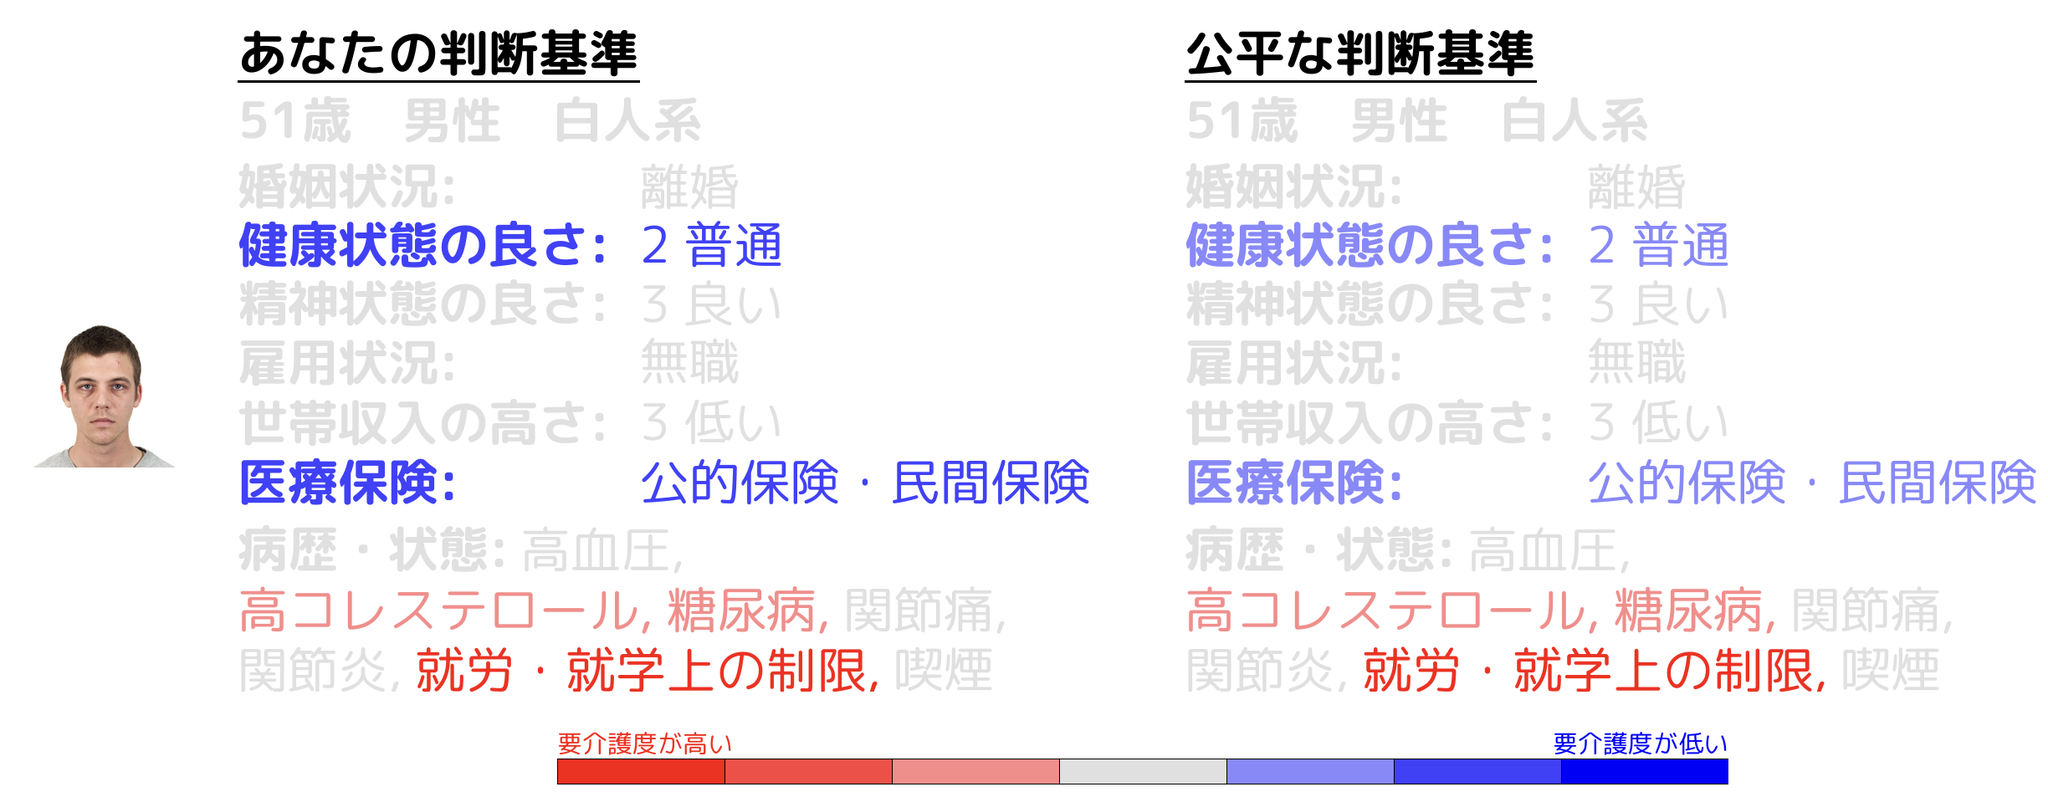 あなたの判断基準
51歳 男性 白人系
婚姻状況: 離婚
健康状態の良さ: 2 普通
精神状態の良さ: 3 良い
雇用状況: 無職
世帯収入の高さ: 3 低い
医療保険: 公的保険・民間保険
病歴・状態: 高血圧,
高コレステロール, 糖尿病, 関節痛,
関節炎, 就労・就学上の制限, 喫煙
公平な判断基準
51歳 男性 白人系
婚姻状況: 離婚
健康状態の良さ: 2 普通
精神状態の良さ: 3 良い
雇用状況: 無職
世帯収入の高さ: 3 低い
医療保険: 公的保険・民間保険
病歴・状態: 高血圧,
高コレステロール, 糖尿病, 関節痛,
関節炎, 就労・就学上の制限, 喫煙
要介護度が高い
要介護度が低い